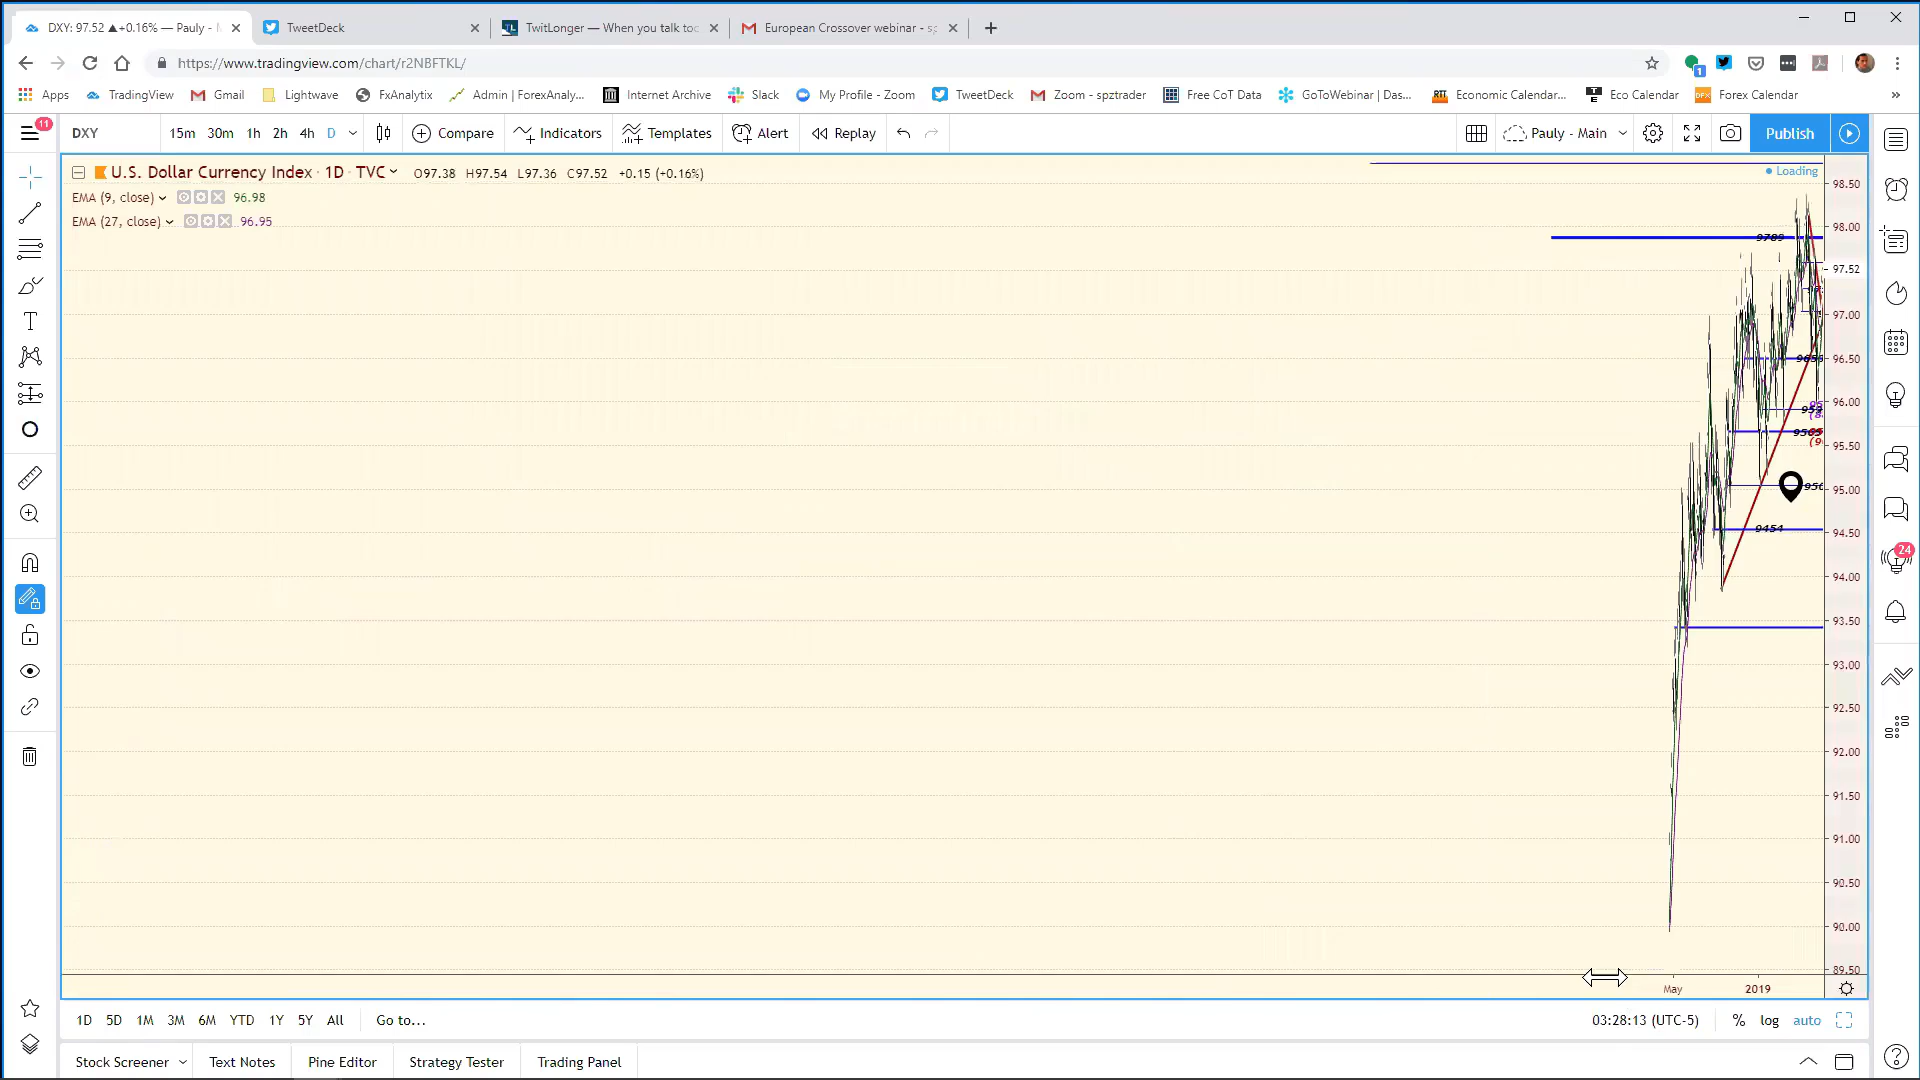 DXY: 97.52 ▲+0.16% — Pauly -
TweetDeck
TwitLonger — When you talk too
European Crossover webinar - sp
https://www.tradingview.com/chart/r2NBFTKL/
1
Apps
TradingView
Gmail
Lightwave
FxAnalytix
Admin | ForexAnaly...
Internet Archive
Slack
My Profile - Zoom
TweetDeck
Zoom - spztrader
Free CoT Data
GoToWebinar | Das...
Economic Calendar...
Eco Calendar
Forex Calendar
»
11
DXY
15m 30m 1h 2h 4h D
Compare
Indicators
Templates
Alert
Replay
Pauly - Main
Publish
U.S. Dollar Currency Index · 1D · TVC
O97.38 H97.54 L97.36 C97.52 +0.15 (+0.16%)
Loading
EMA (9, close) 96.98
EMA (27, close) 96.95
98.50
98.00
97.52
97.00
96.50
96.00
95.50
95.00
94.50
94.00
93.50
93.00
92.50
92.00
91.50
91.00
90.50
90.00
89.50
9789
9565
9454
24
May
2019
1D 5D 1M 3M 6M YTD 1Y 5Y All
Go to...
03:28:13 (UTC-5)
% log auto
Stock Screener
Text Notes
Pine Editor
Strategy Tester
Trading Panel